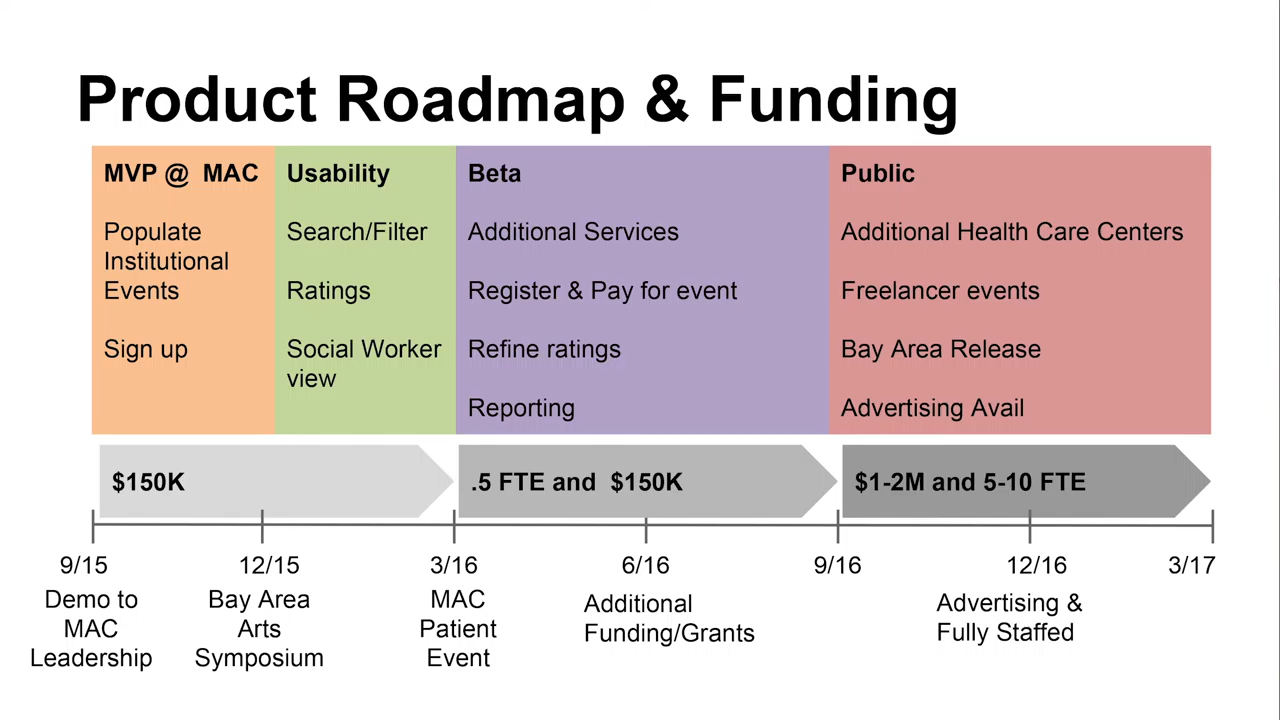 Product Roadmap & Funding
MVP @ MAC
Populate
Institutional
Events
Sign up
Usability
Search/Filter
Ratings
Social Worker
view
Beta
Additional Services
Register & Pay for event
Refine ratings
Reporting
Public
Additional Health Care Centers
Freelancer events
Bay Area Release
Advertising Avail
$150K
.5 FTE and $150K
$1-2M and 5-10 FTE
9/15
12/15
3/16
6/16
9/16
12/16
3/17
Demo to
MAC
Leadership
Bay Area
Arts
Symposium
MAC
Patient
Event
Additional
Funding/Grants
Advertising &
Fully Staffed